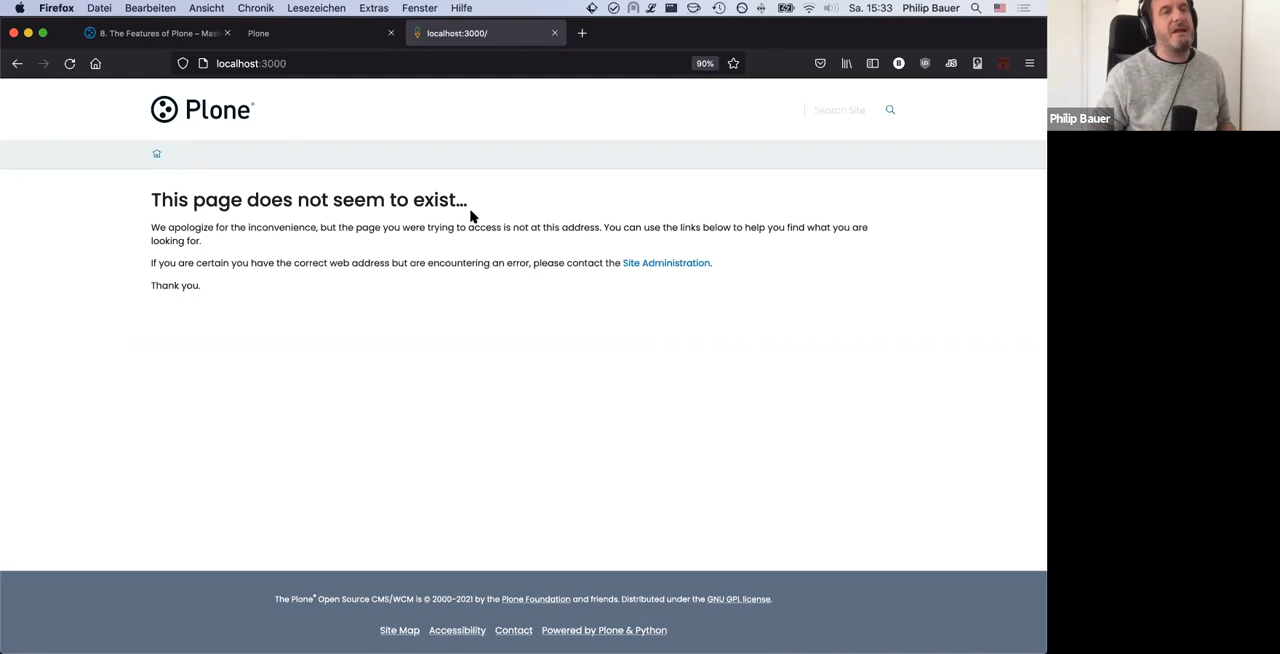 Firefox Datei Bearbeiten Ansicht Chronik Lesezeichen Extras Fenster Hilfe Sa. 15:33 Philip Bauer
8. The Features of Plone – Mast Plone localhost:3000/
localhost:3000 90%
Plone
Search Site
Philip Bauer
This page does not seem to exist…
We apologize for the inconvenience, but the page you were trying to access is not at this address. You can use the links below to help you find what you are
looking for.
If you are certain you have the correct web address but are encountering an error, please contact the Site Administration.
Thank you.
The Plone® Open Source CMS/WCM is © 2000-2021 by the Plone Foundation and friends. Distributed under the GNU GPL license.
Site Map Accessibility Contact Powered by Plone & Python